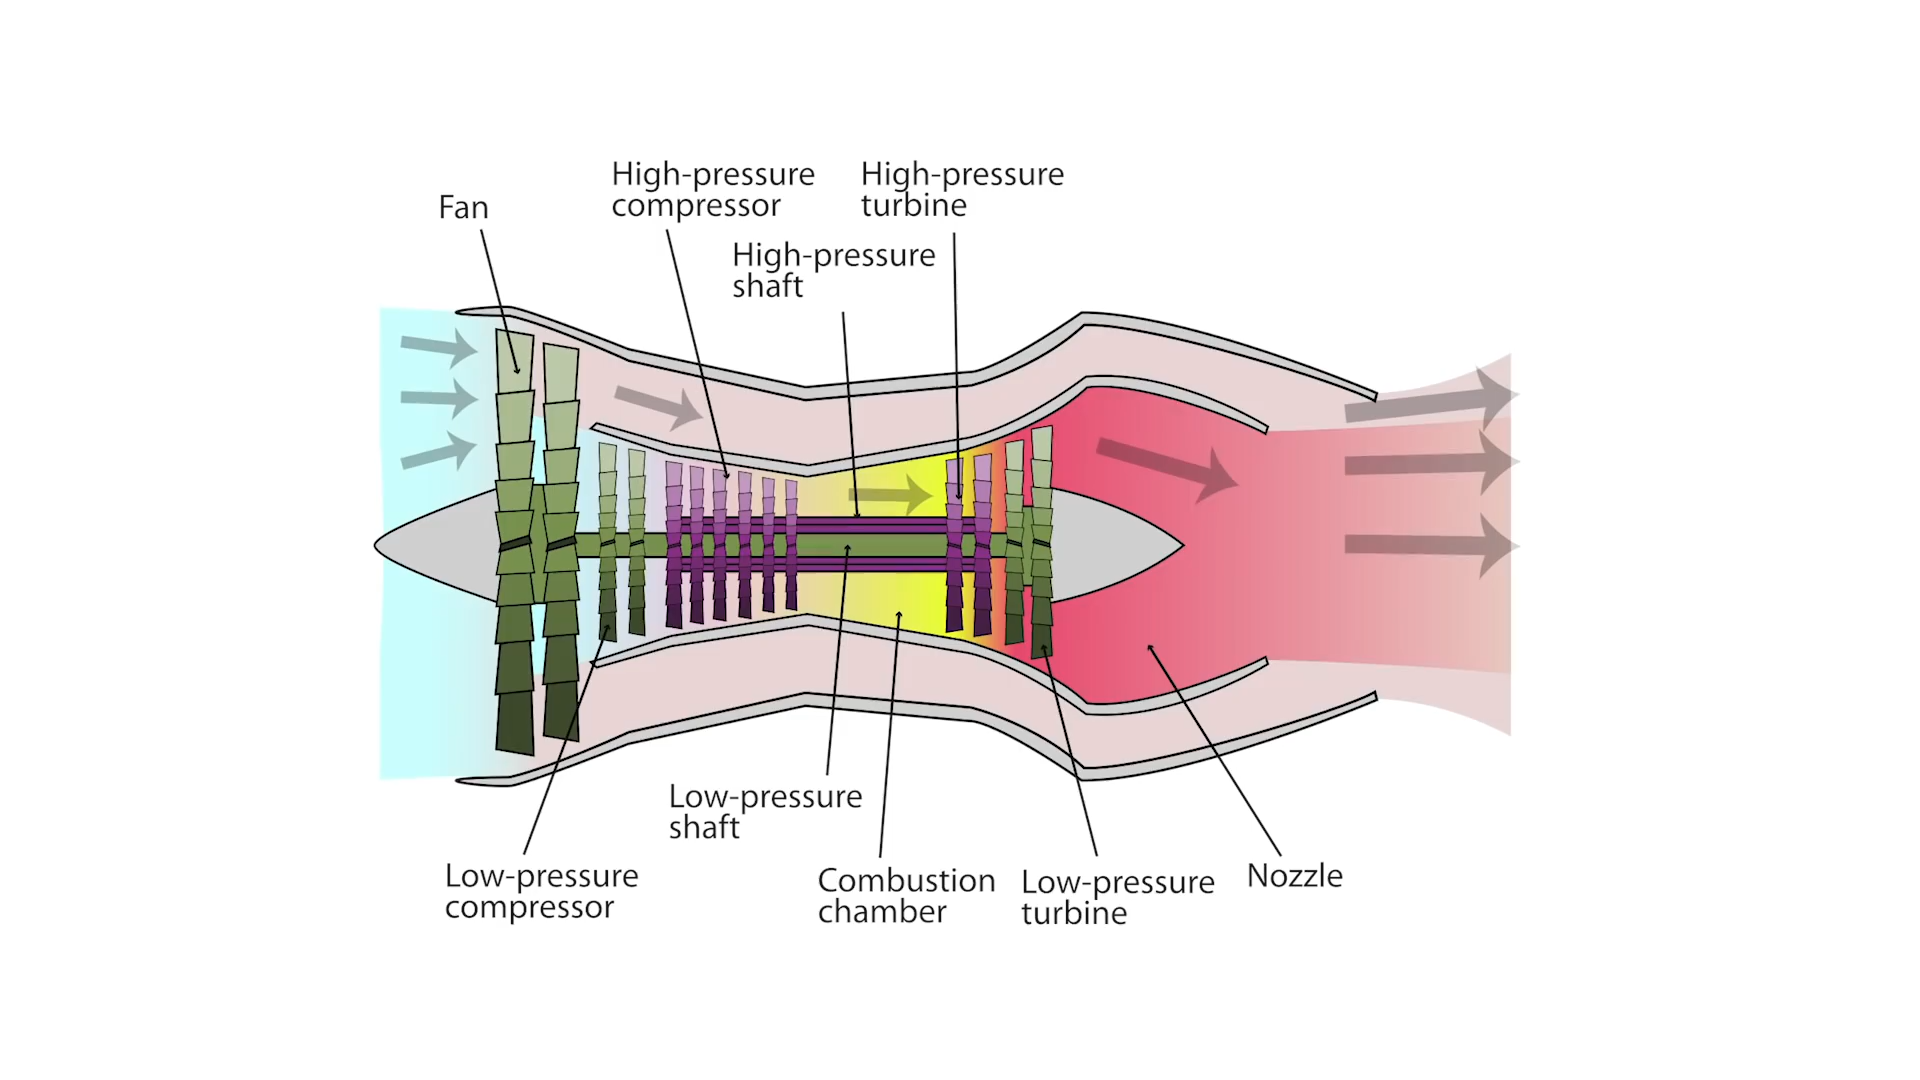 Fan
High-pressure
compressor
High-pressure
turbine
High-pressure
shaft
Low-pressure
shaft
Low-pressure
compressor
Combustion
chamber
Low-pressure
turbine
Nozzle